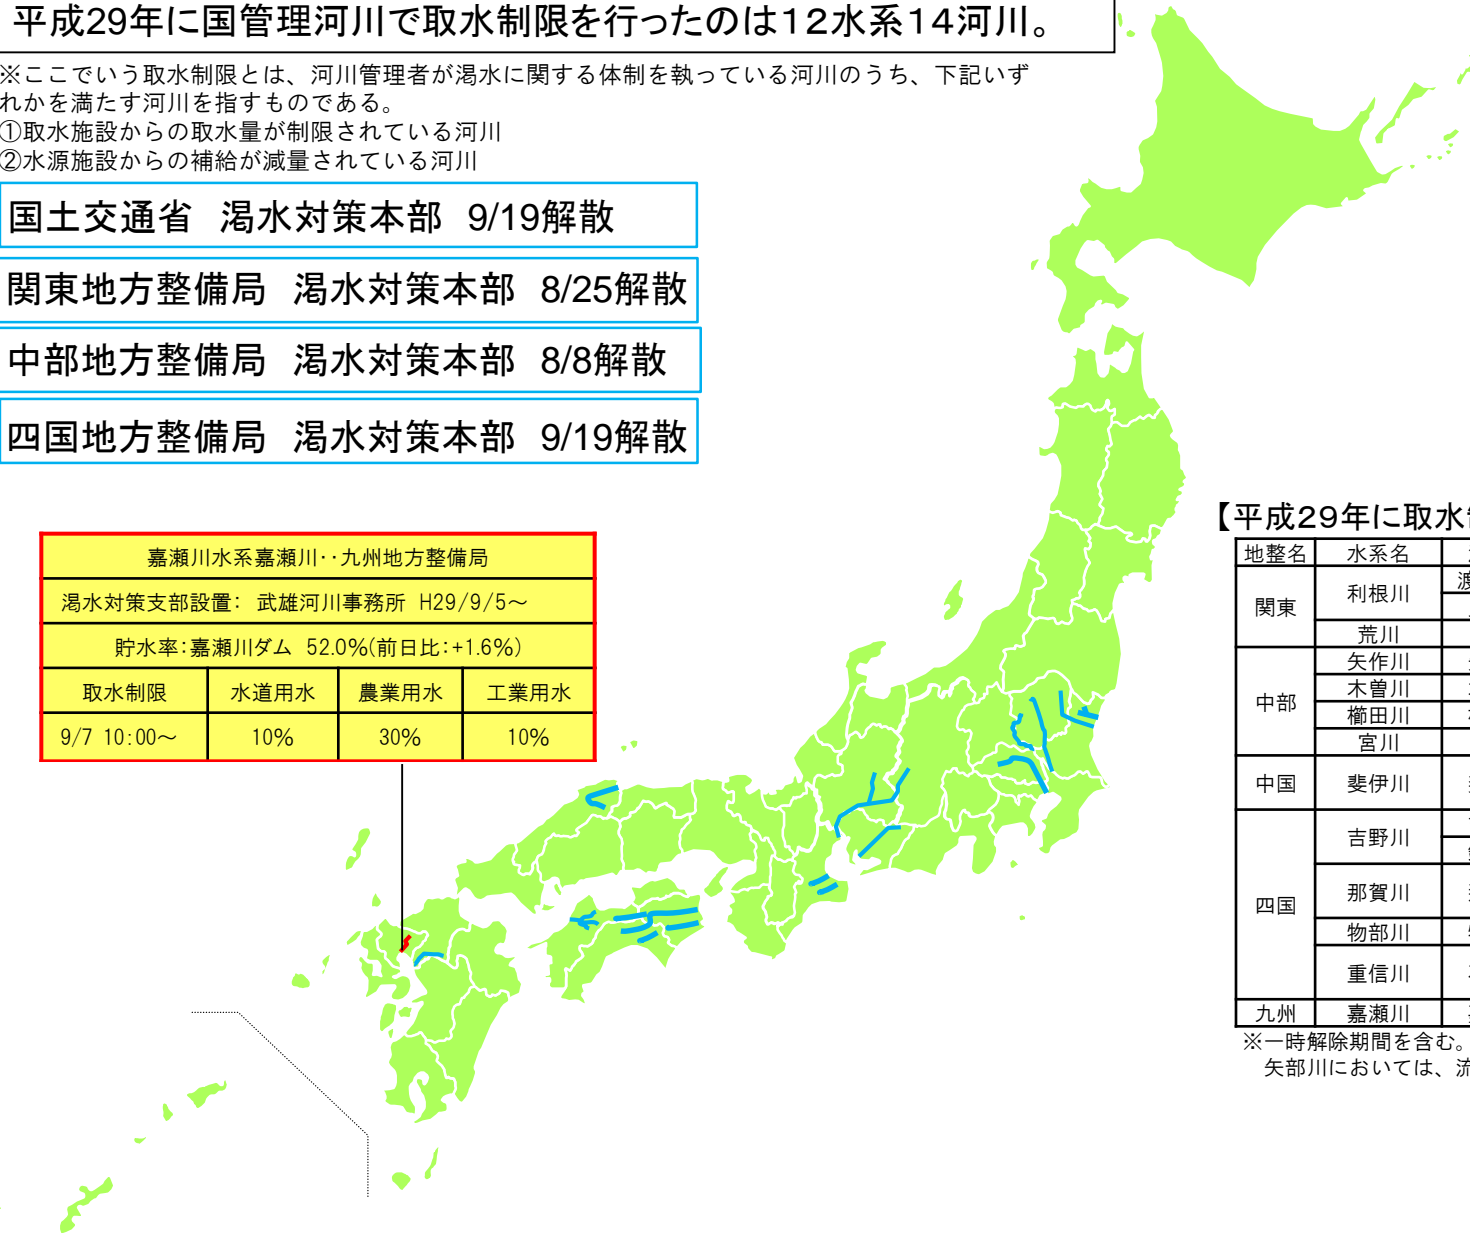 平成29年に国管理河川で取水制限を行ったのは12水系14河川。
※ここでいう取水制限とは、河川管理者が渇水に関する体制を執っている河川のうち、下記いず
れかを満たす河川を指すものである。
①取水施設からの取水量が制限されている河川
②水源施設からの補給が減量されている河川
国土交通省 渇水対策本部 9/19解散
関東地方整備局 渇水対策本部 8/25解散
中部地方整備局 渇水対策本部 8/8解散
四国地方整備局 渇水対策本部 9/19解散
嘉瀬川水系嘉瀬川‥九州地方整備局
渇水対策支部設置: 武雄河川事務所 H29/9/5~
貯水率:嘉瀬川ダム 52.0%(前日比:+1.6%)
取水制限 水道用水 農業用水 工業用水
9/7 10:00~ 10% 30% 10%
【平成29年に取水
地整名 水系名
関東 利根川
荒川
中部 矢作川
木曽川
櫛田川
宮川
中国 斐伊川
四国 吉野川
那賀川
物部川
重信川
九州 嘉瀬川
※一時解除期間を含む。
矢部川においては、流